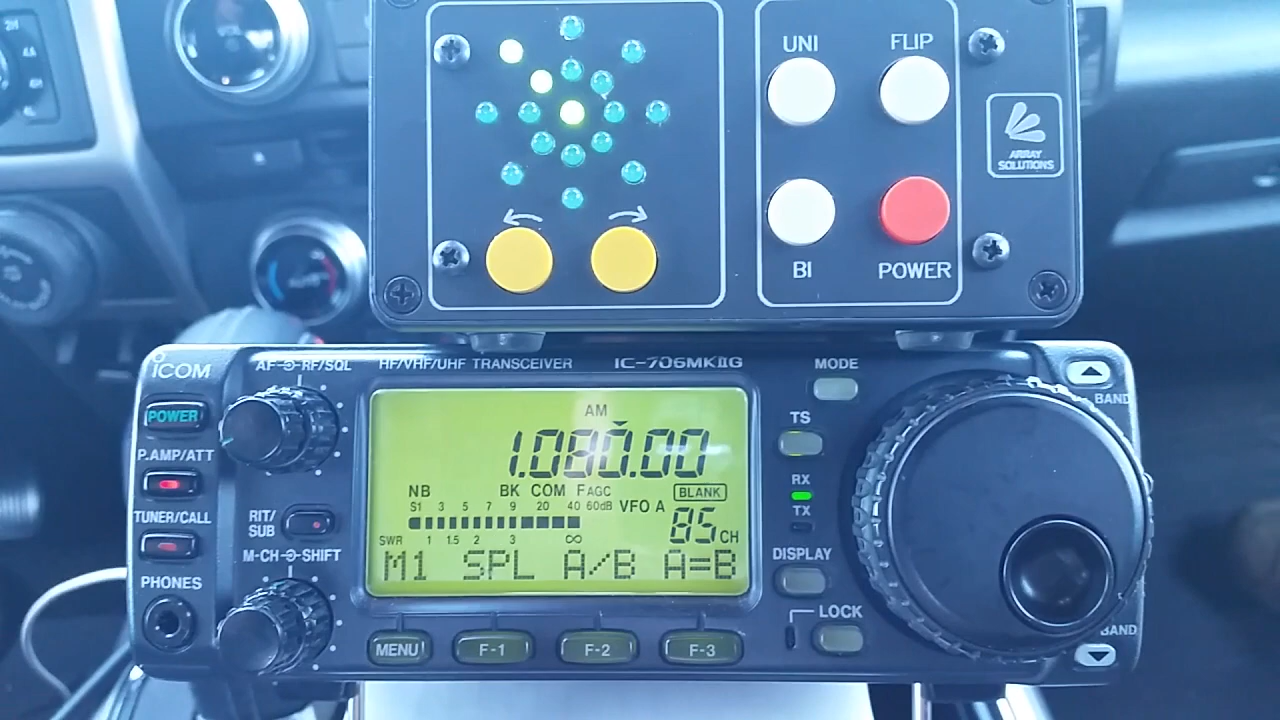 UNI FLIP
BI POWER
ARRAY
SOLUTIONS
ICOM
AF RF/SQL HF/VHF/UHF TRANSCEIVER IC-706MKIIG
MODE
BAND
POWER
P.AMP/ATT
TUNER/CALL
RIT/
SUB
M-CH SHIFT
PHONES
AM
1.080.00
NB BK COM FAGC BLANK
S1 3 5 7 9 20 40 60dB VFO A
85 CH
SWR 1 1.5 2 3 ∞
M1 SPL A/B A=B
TS
RX
TX
DISPLAY
LOCK
BAND
MENU F-1 F-2 F-3